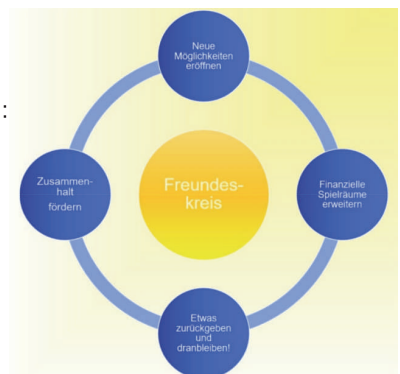 :
Neue
Möglichkeiten
eröffnen
Zusammen-
halt
fördern
Freundes-
kreis
Finanzielle
Spielräume
erweitern
Etwas
zurückgeben
und
dranbleiben!